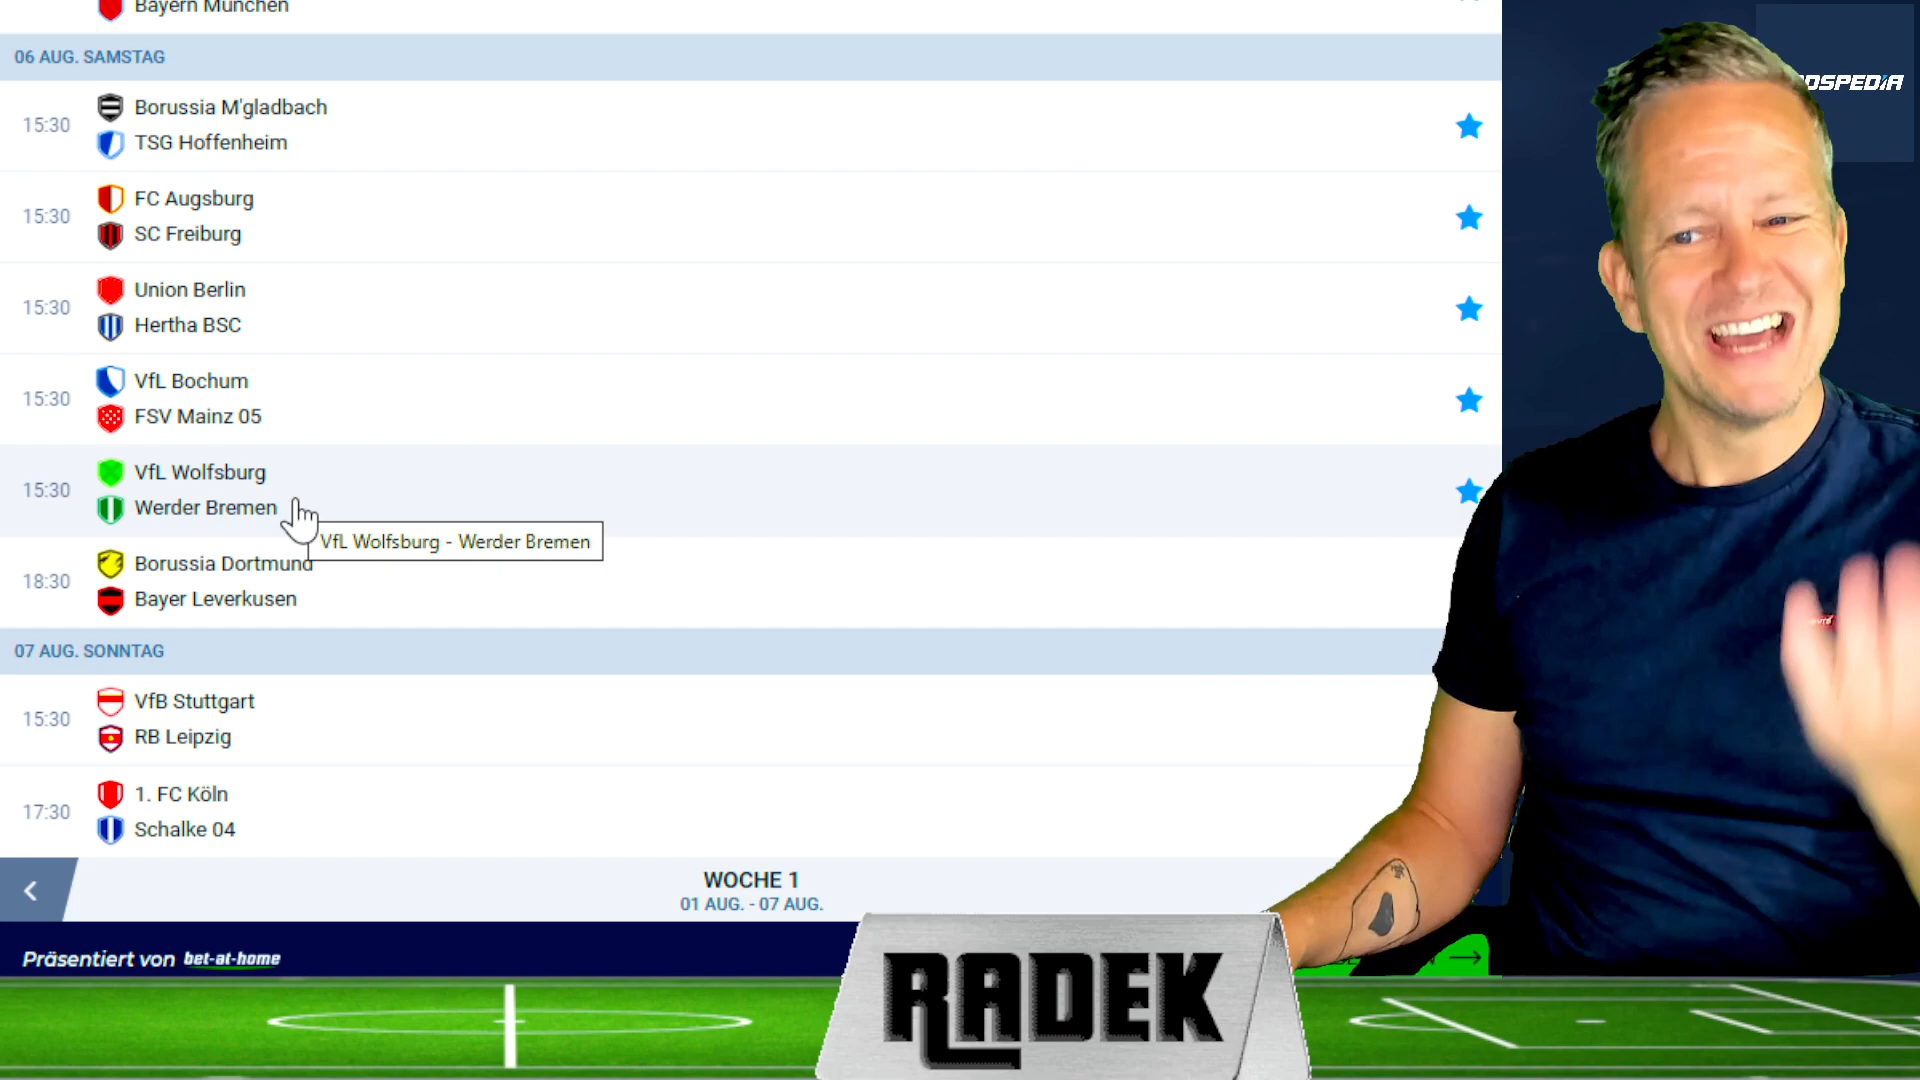 Bayern München
06 AUG. SAMSTAG
15:30
Borussia M'gladbach
TSG Hoffenheim
15:30
FC Augsburg
SC Freiburg
15:30
Union Berlin
Hertha BSC
15:30
VfL Bochum
FSV Mainz 05
15:30
VfL Wolfsburg
Werder Bremen
VfL Wolfsburg - Werder Bremen
18:30
Borussia Dortmund
Bayer Leverkusen
07 AUG. SONNTAG
15:30
VfB Stuttgart
RB Leipzig
17:30
1. FC Köln
Schalke 04
WOCHE 1
01 AUG. - 07 AUG.
Präsentiert von bet-at-home
RADEK